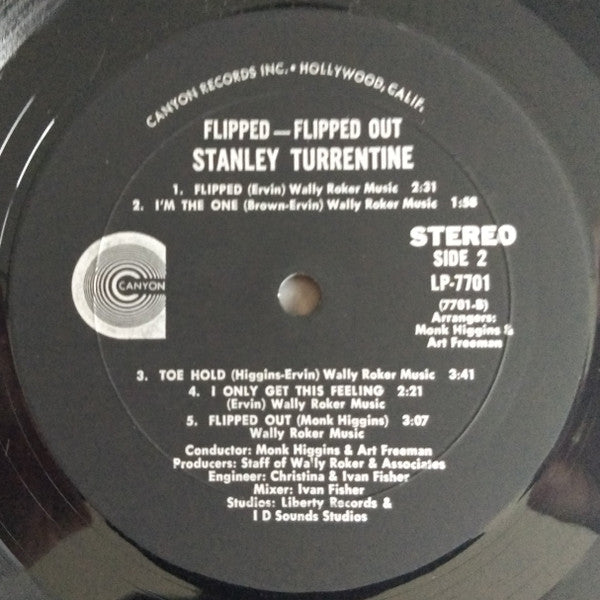 CANYON RECORDS INC. • HOLLYWOOD, CALIF.
FLIPPED—FLIPPED OUT
STANLEY TURRENTINE
1. FLIPPED (Ervin) Wally Roker Music 2:31
2. I'M THE ONE (Brown-Ervin) Wally Roker Music 1:58
CANYON
STEREO
SIDE 2
LP-7701
(7701-B)
Arrangers:
Monk Higgins &
Art Freeman
3. TOE HOLD (Higgins-Ervin) Wally Roker Music 3:41
4. I ONLY GET THIS FEELING 2:21
(Ervin) Wally Roker Music
5. FLIPPED OUT (Monk Higgins) 3:07
Wally Roker Music
Conductor: Monk Higgins & Art Freeman
Producers: Staff of Wally Roker & Associates
Engineer: Christina & Ivan Fisher
Mixer: Ivan Fisher
Studios: Liberty Records &
I D Sounds Studios